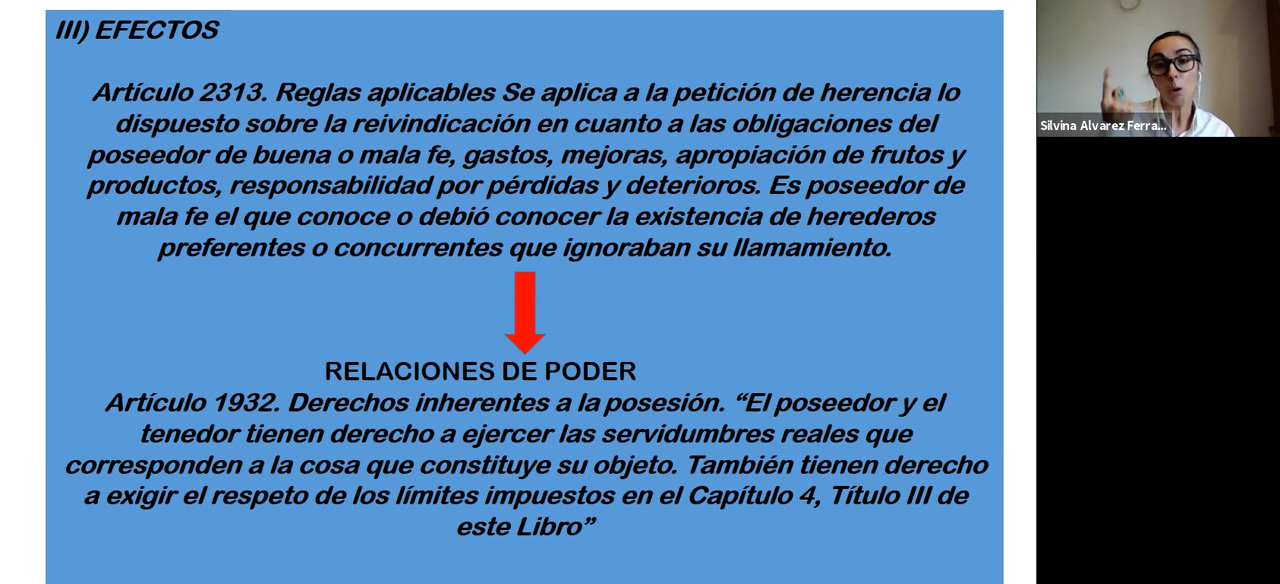 III) EFECTOS
Artículo 2313. Reglas aplicables Se aplica a la petición de herencia lo
dispuesto sobre la reivindicación en cuanto a las obligaciones del
poseedor de buena o mala fe, gastos, mejoras, apropiación de frutos y
productos, responsabilidad por pérdidas y deterioros. Es poseedor de
mala fe el que conoce o debió conocer la existencia de herederos
preferentes o concurrentes que ignoraban su llamamiento.
RELACIONES DE PODER
Artículo 1932. Derechos inherentes a la posesión. “El poseedor y el
tenedor tienen derecho a ejercer las servidumbres reales que
corresponden a la cosa que constituye su objeto. También tienen derecho
a exigir el respeto de los límites impuestos en el Capítulo 4, Título III de
este Libro”
Silvina Alvarez Ferra...